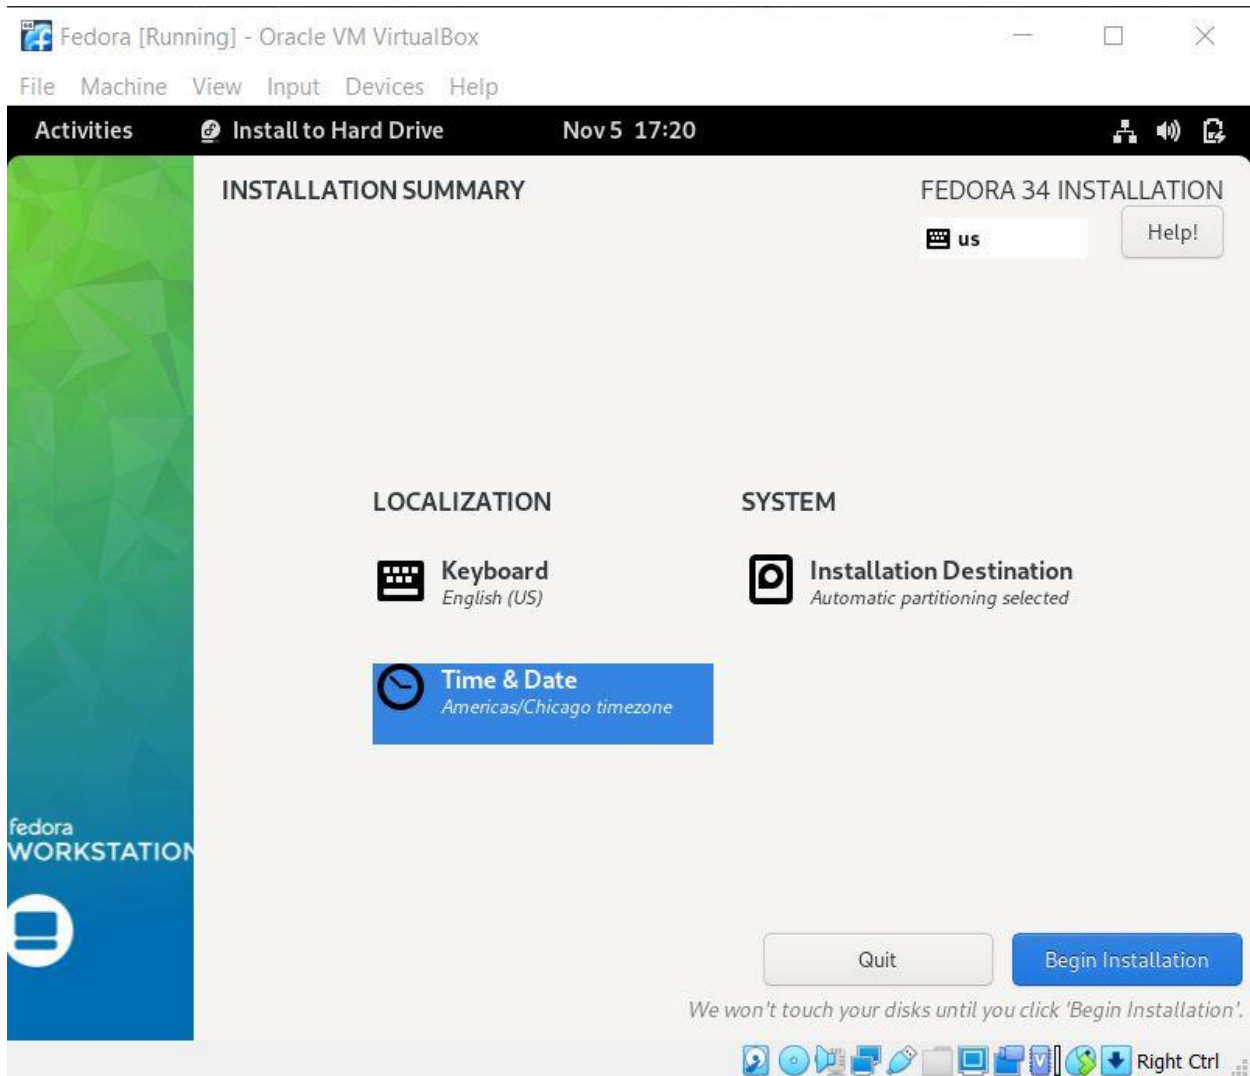 Fedora [Running] - Oracle VM VirtualBox
File Machine View Input Devices Help
Activities Install to Hard Drive Nov 5 17:20
INSTALLATION SUMMARY
FEDORA 34 INSTALLATION
us
Help!
LOCALIZATION
SYSTEM
Keyboard
English (US)
Installation Destination
Automatic partitioning selected
Time & Date
Americas/Chicago timezone
fedora
WORKSTATION
Quit
Begin Installation
We won't touch your disks until you click 'Begin Installation'.
Right Ctrl